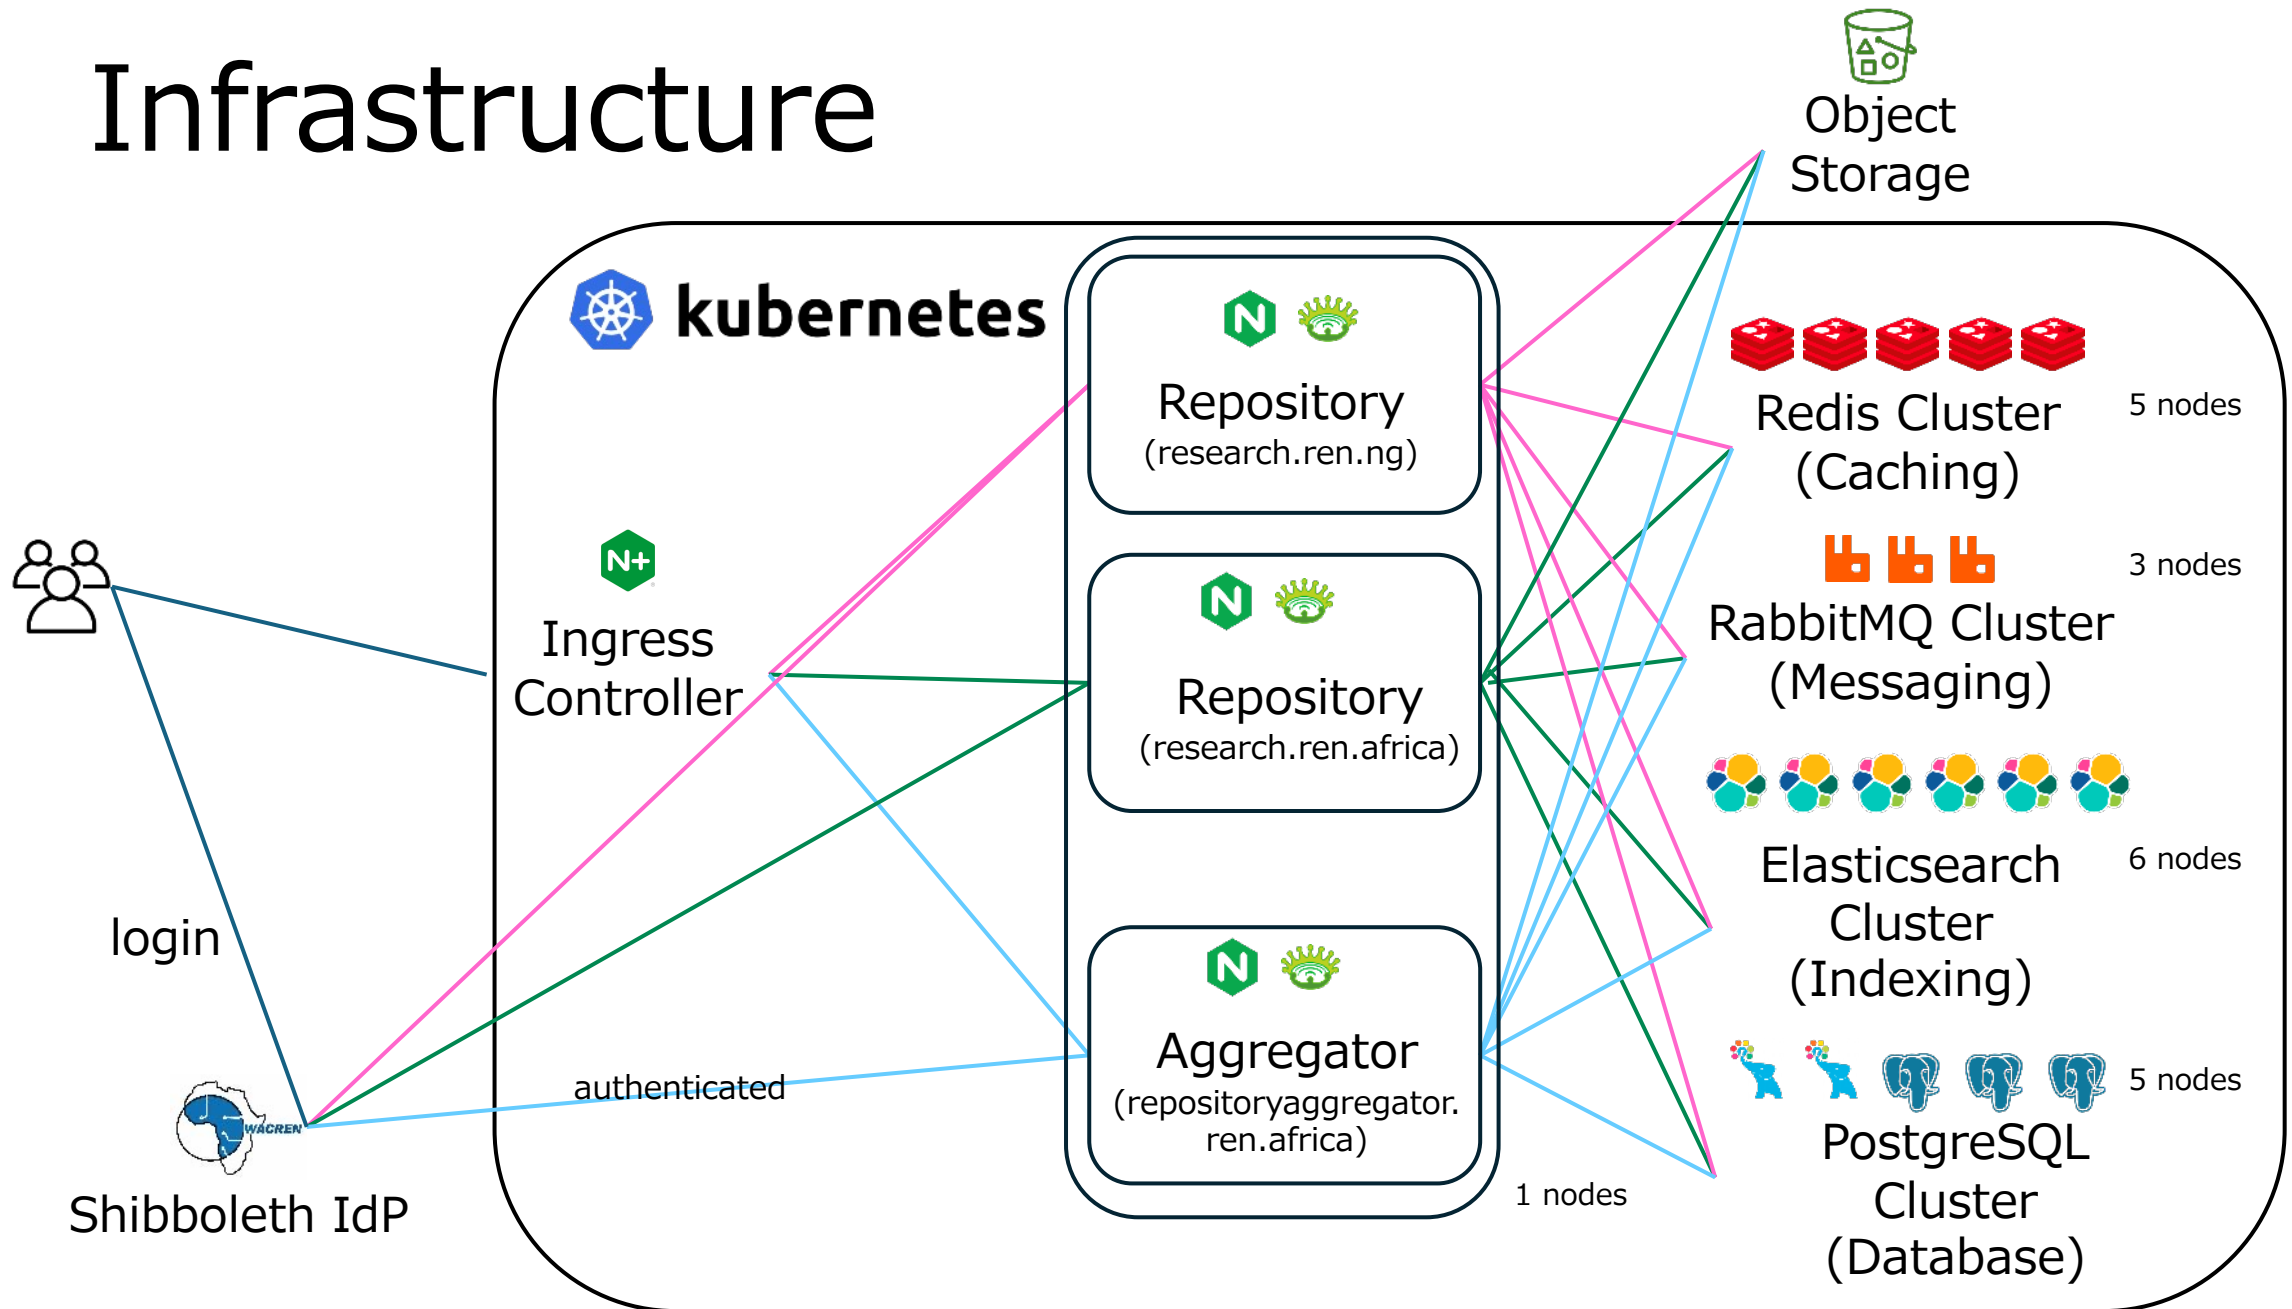 Infrastructure
Object
Storage
kubernetes
Repository
(research.ren.ng)
Redis Cluster
(Caching)
5 nodes
N+
Ingress
Controller
Repository
(research.ren.africa)
RabbitMQ Cluster
(Messaging)
3 nodes
Elasticsearch
Cluster
(Indexing)
6 nodes
login
authenticated
Aggregator
(repositoryaggregator.
ren.africa)
1 nodes
PostgreSQL
Cluster
(Database)
5 nodes
WACREN
Shibboleth IdP